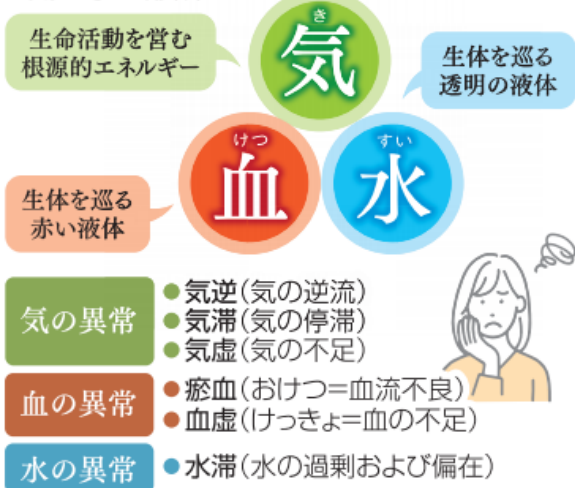 き
気
生命活動を営む
根源的エネルギー
生体を巡る
透明の液体
けつ
血
すい
水
生体を巡る
赤い液体
気の異常
●気逆(気の逆流)
●気滞(気の停滞)
●気虚(気の不足)
血の異常
●瘀血(おけつ=血流不良)
●血虚(けっきょ=血の不足)
水の異常
●水滞(水の過剰および偏在)